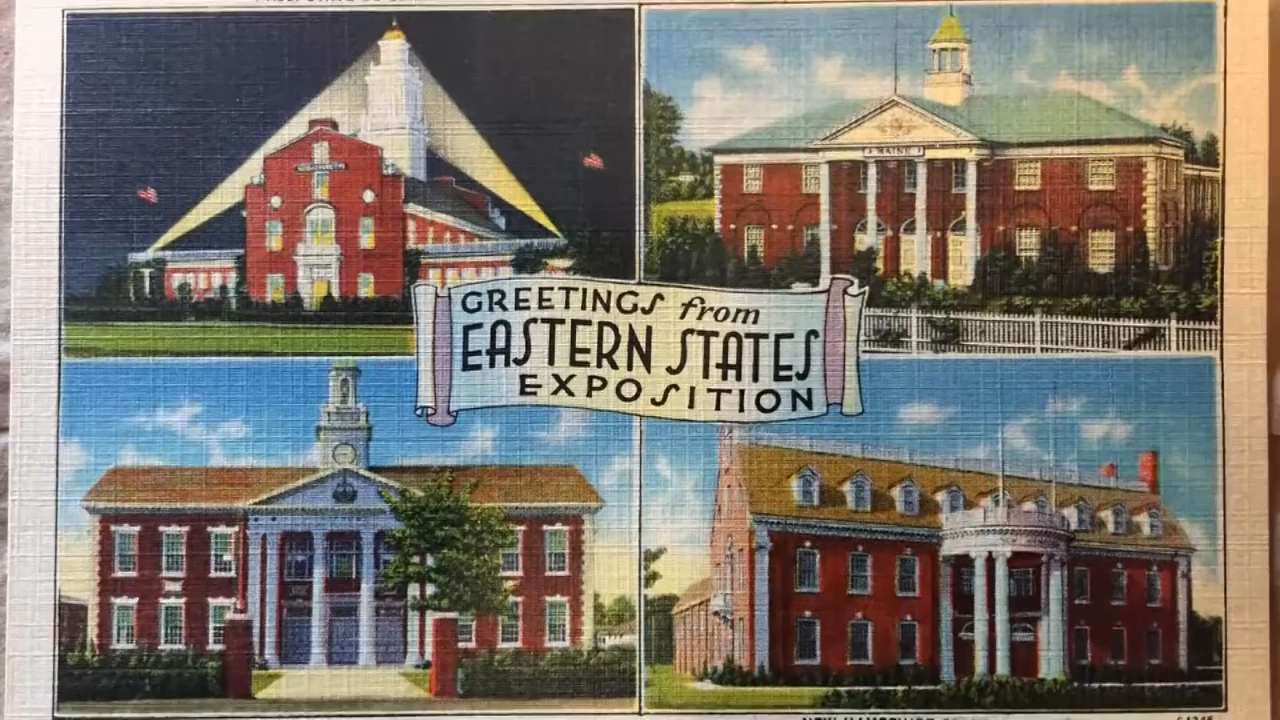 MAINE
GREETINGS from
EASTERN STATES
EXPOSITION
NEW HAMPSHIRE